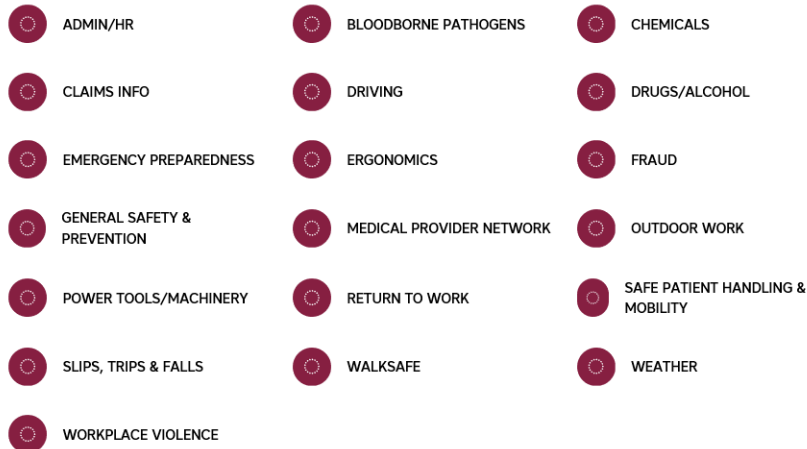 ADMIN/HR
BLOODBORNE PATHOGENS
CHEMICALS
CLAIMS INFO
DRIVING
DRUGS/ALCOHOL
EMERGENCY PREPAREDNESS
ERGONOMICS
FRAUD
GENERAL SAFETY &
PREVENTION
MEDICAL PROVIDER NETWORK
OUTDOOR WORK
POWER TOOLS/MACHINERY
RETURN TO WORK
SAFE PATIENT HANDLING &
MOBILITY
SLIPS, TRIPS & FALLS
WALKSAFE
WEATHER
WORKPLACE VIOLENCE